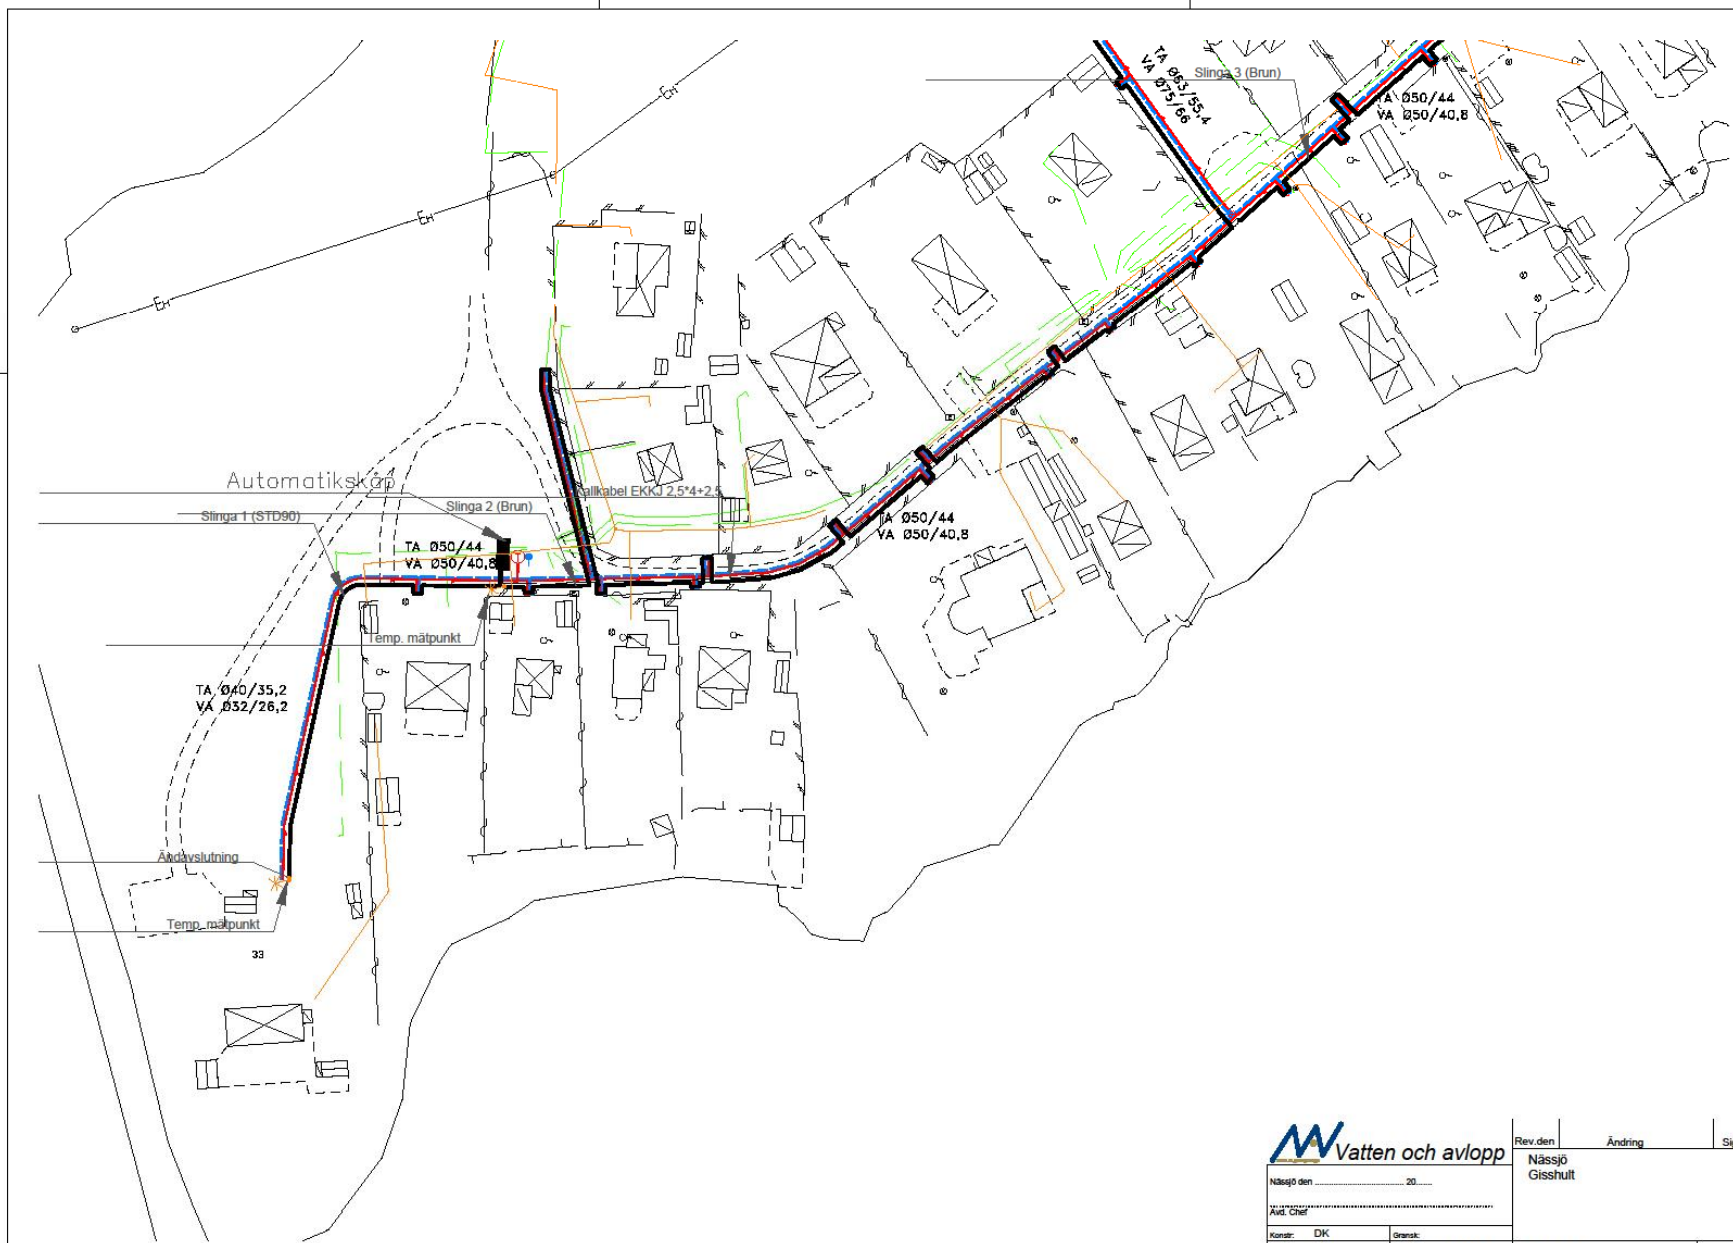 TA Ø63/55,4
VA Ø75/66
Slinga 3 (Brun)
TA Ø50/44
VA Ø50/40,8
EH
EH
EH
Automatikskåp
Kallkabel EKKJ 2,5*4+2,5
Slinga 1 (STD90)
Slinga 2 (Brun)
TA Ø50/44
VA Ø50/40,8
TA Ø50/44
VA Ø50/40,8
Temp. mätpunkt
TA Ø40/35,2
VA Ø32/26,2
Ändavslutning
Temp. mätpunkt
33
Vatten och avlopp
Rev.den Ändring
Nässjö
Gisshult
Nässjö den 20
Avd. Chef
Konstr: DK Gransk: